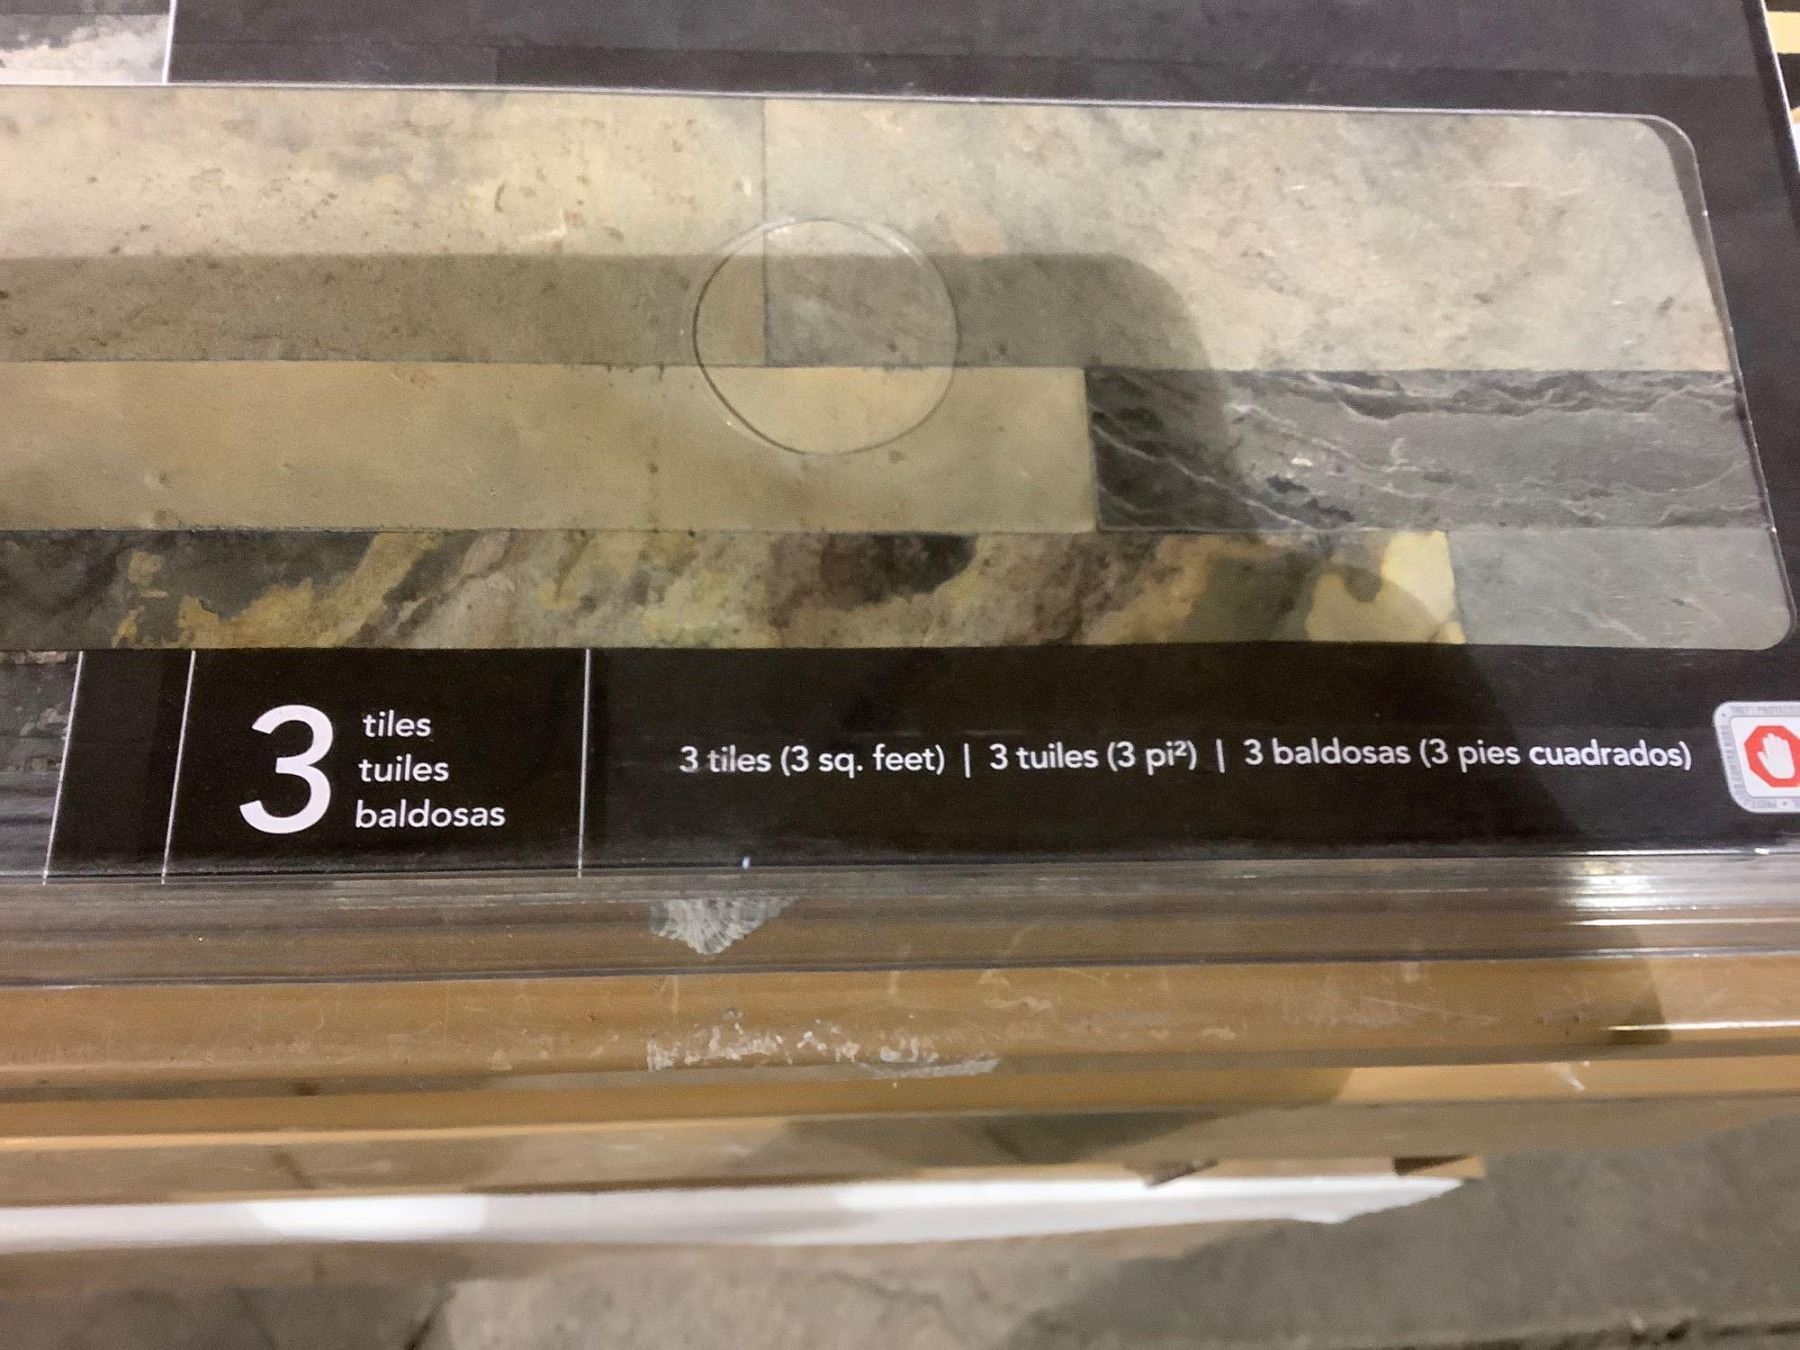 3 tiles
tuiles
baldosas
3 tiles (3 sq. feet) | 3 tuiles (3 pi²) | 3 baldosas (3 pies cuadrados)